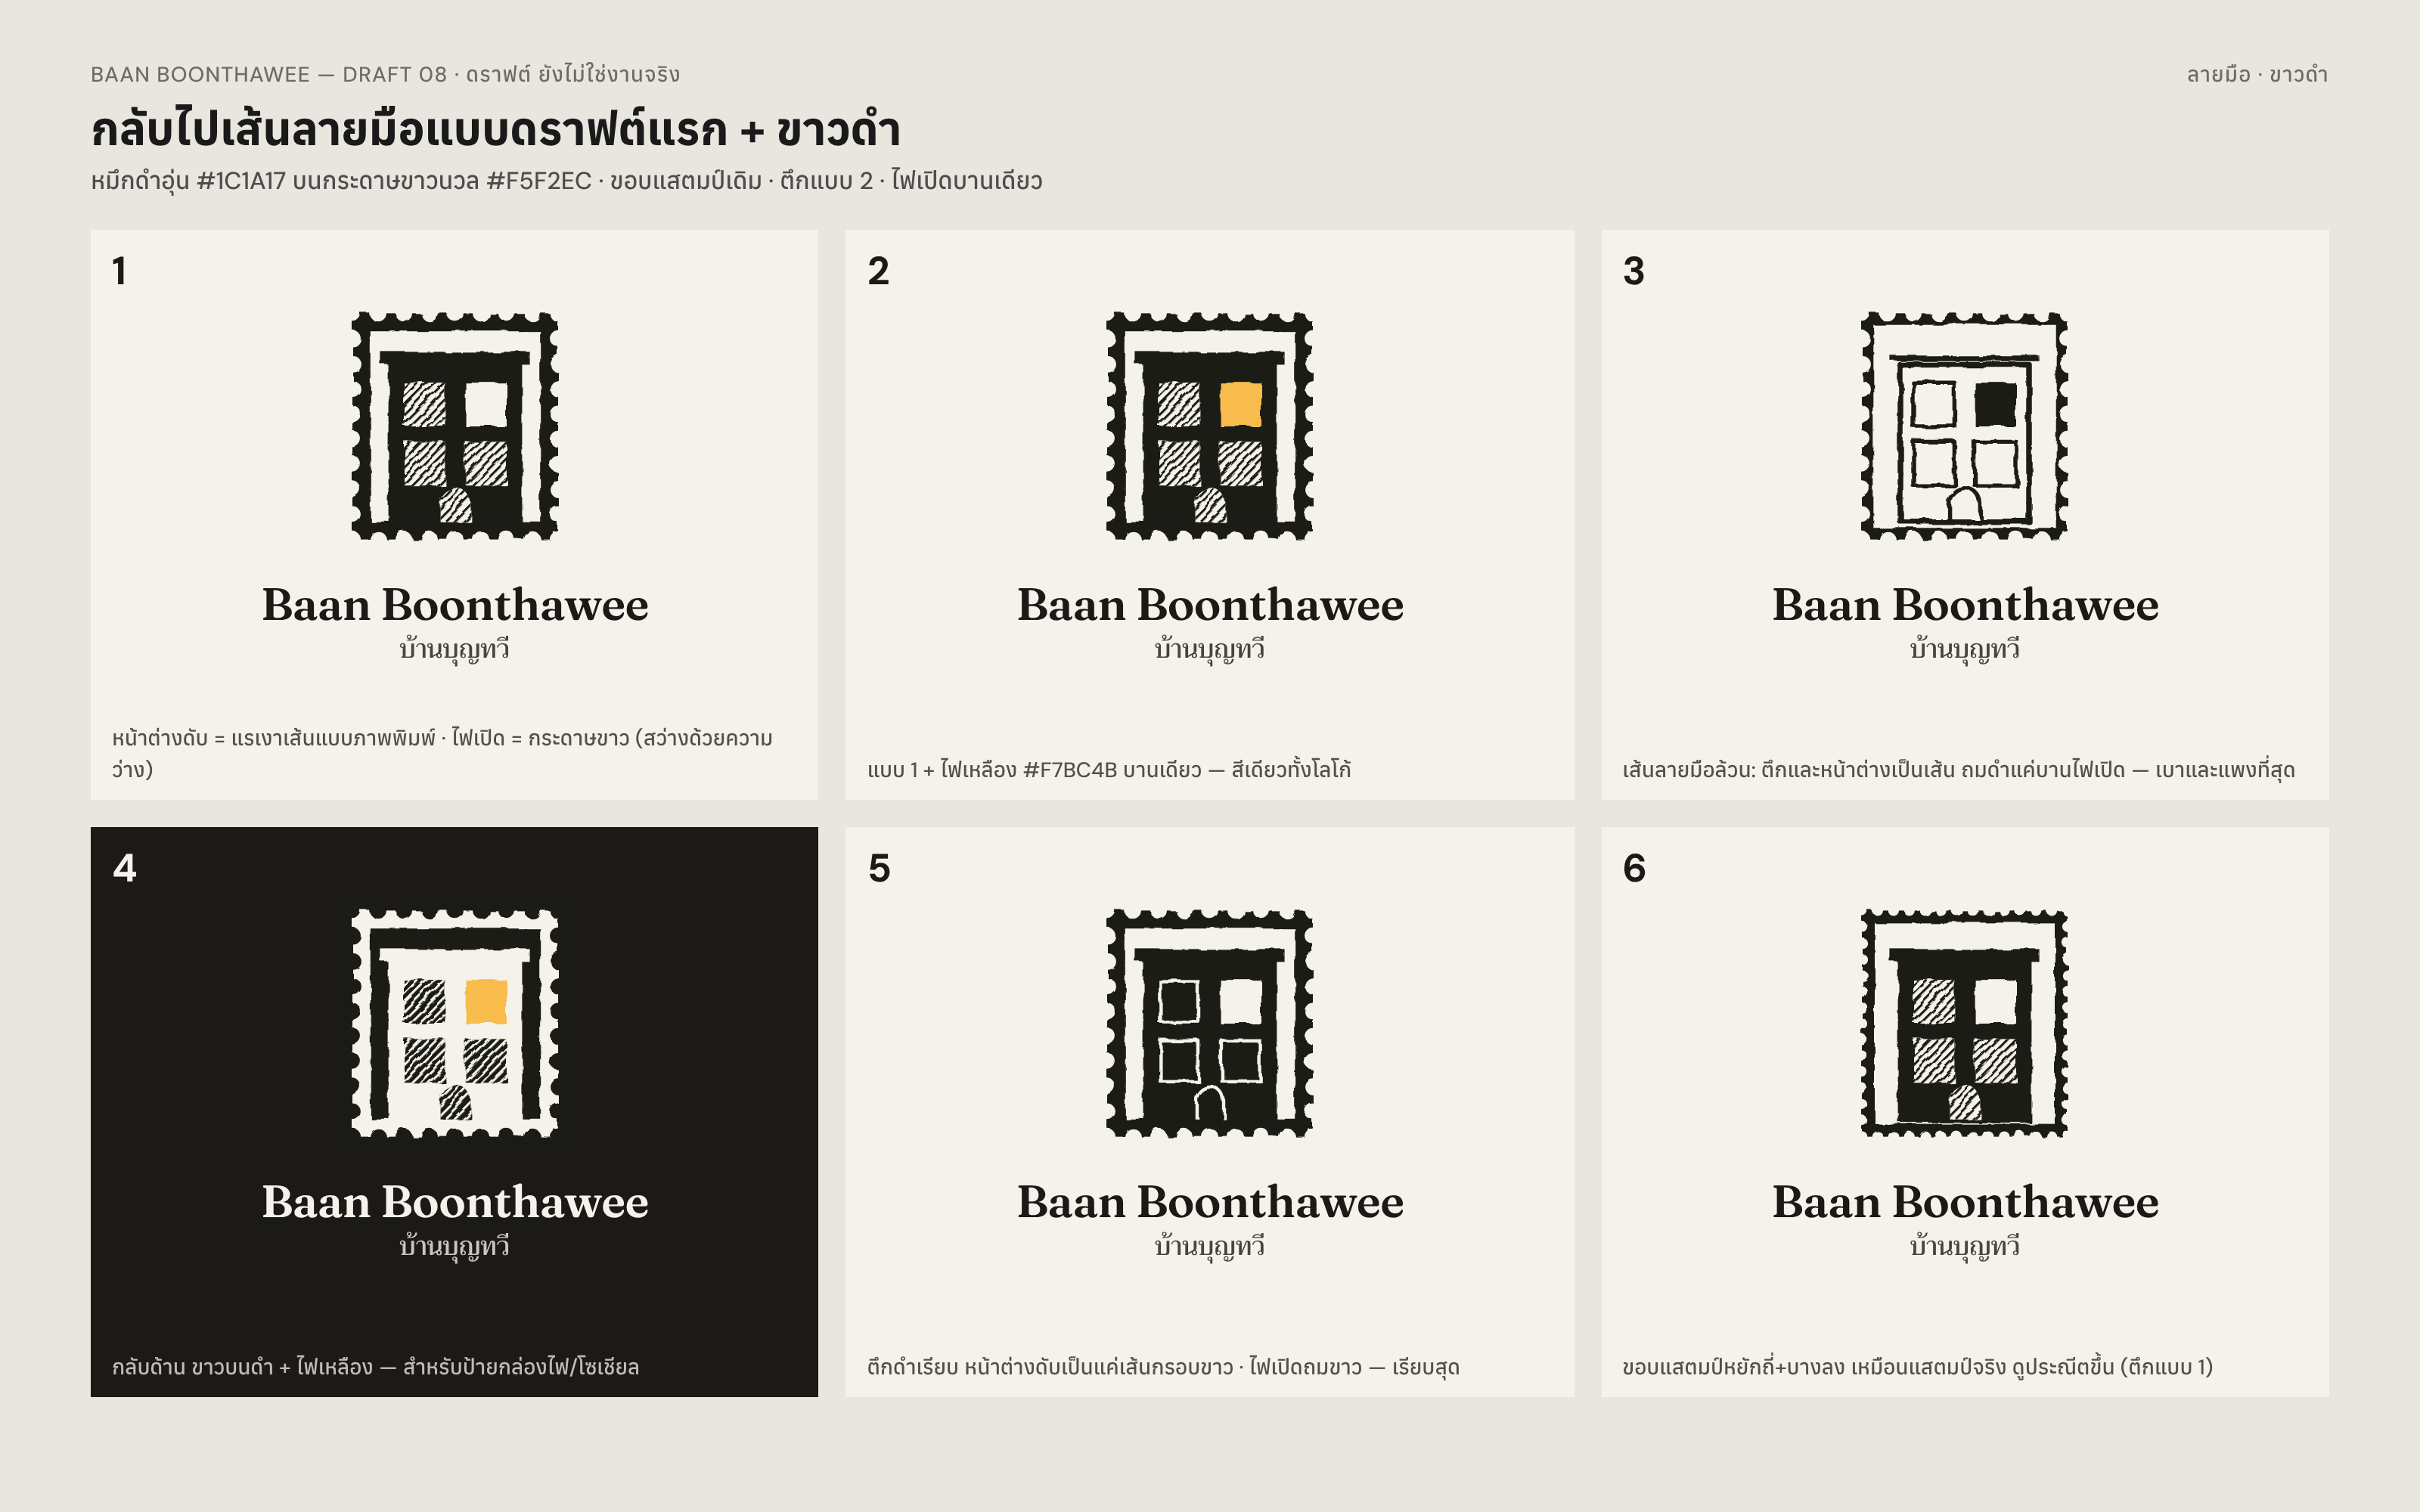 BAAN BOONTHAWEE — DRAFT 08 · ดราฟต์ ยังไม่ใช่งานจริง
ลายมือ · ขาวดำ
กลับไปเส้นลายมือแบบดราฟต์แรก + ขาวดำ
หมึกดำอุ่น #1C1A17 บนกระดาษขาวนวล #F5F2EC · ขอบแสตมป์เดิม · ตึกแบบ 2 · ไฟเปิดบานเดียว
1
Baan Boonthawee
บ้านบุญทวี
หน้าต่างดับ = แรเงาเส้นแบบภาพพิมพ์ · ไฟเปิด = กระดาษขาว (สว่างด้วยความ
ว่าง)
2
Baan Boonthawee
บ้านบุญทวี
แบบ 1 + ไฟเหลือง #F7BC4B บานเดียว — สีเดียวทั้งโลโก้
3
Baan Boonthawee
บ้านบุญทวี
เส้นลายมือล้วน: ตึกและหน้าต่างเป็นเส้น ถมดำแค่บานไฟเปิด — เบาและแพงที่สุด
4
Baan Boonthawee
บ้านบุญทวี
กลับด้าน ขาวบนดำ + ไฟเหลือง — สำหรับป้ายกล่องไฟ/โซเชียล
5
Baan Boonthawee
บ้านบุญทวี
ตึกดำเรียบ หน้าต่างดับเป็นแค่เส้นกรอบขาว · ไฟเปิดถมขาว — เรียบสุด
6
Baan Boonthawee
บ้านบุญทวี
ขอบแสตมป์หยักถี่+บางลง เหมือนแสตมป์จริง ดูประณีตขึ้น (ตึกแบบ 1)